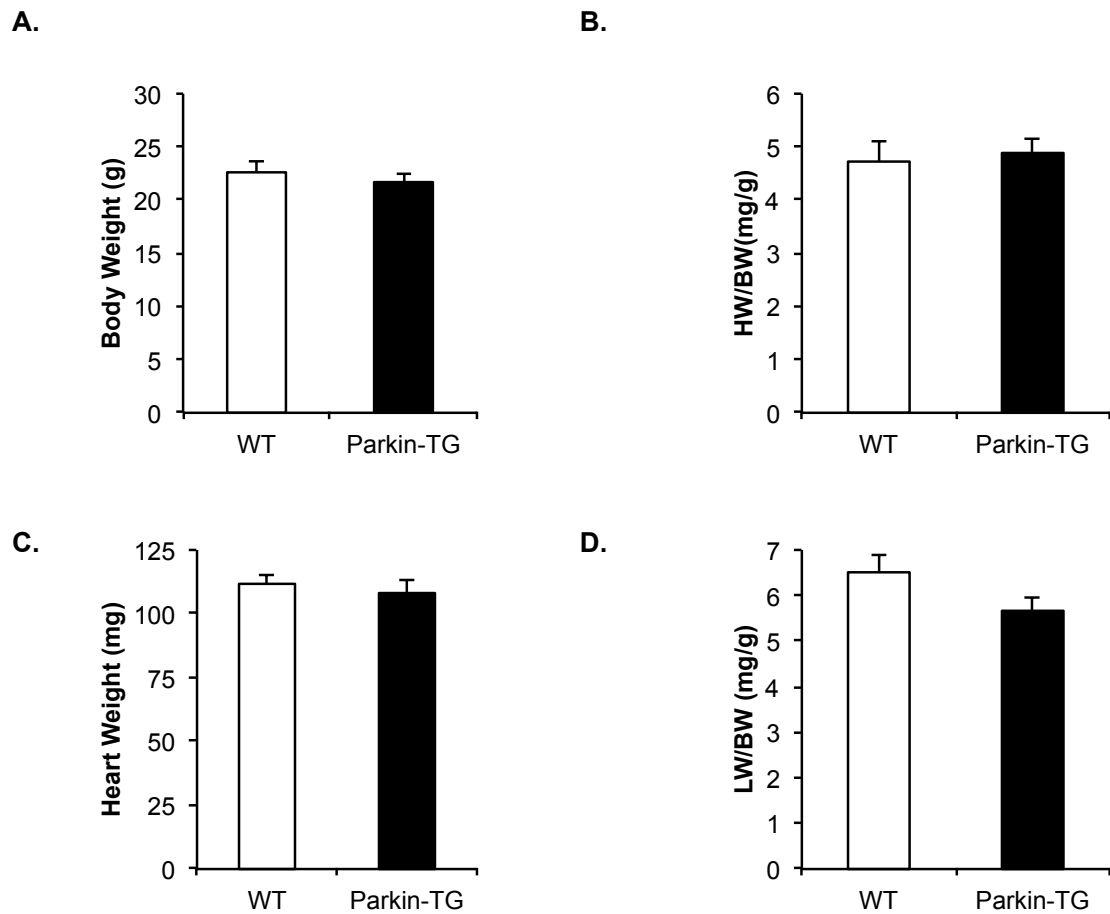 A.
30
25
20
15
10
5
0
Body Weight (g)
WT Parkin-TG
B.
6
5
4
3
2
1
0
HW/BW(mg/g)
WT Parkin-TG
C.
125
100
75
50
25
0
Heart Weight (mg)
WT Parkin-TG
D.
7
6
5
4
3
2
1
0
LW/BW (mg/g)
WT Parkin-TG